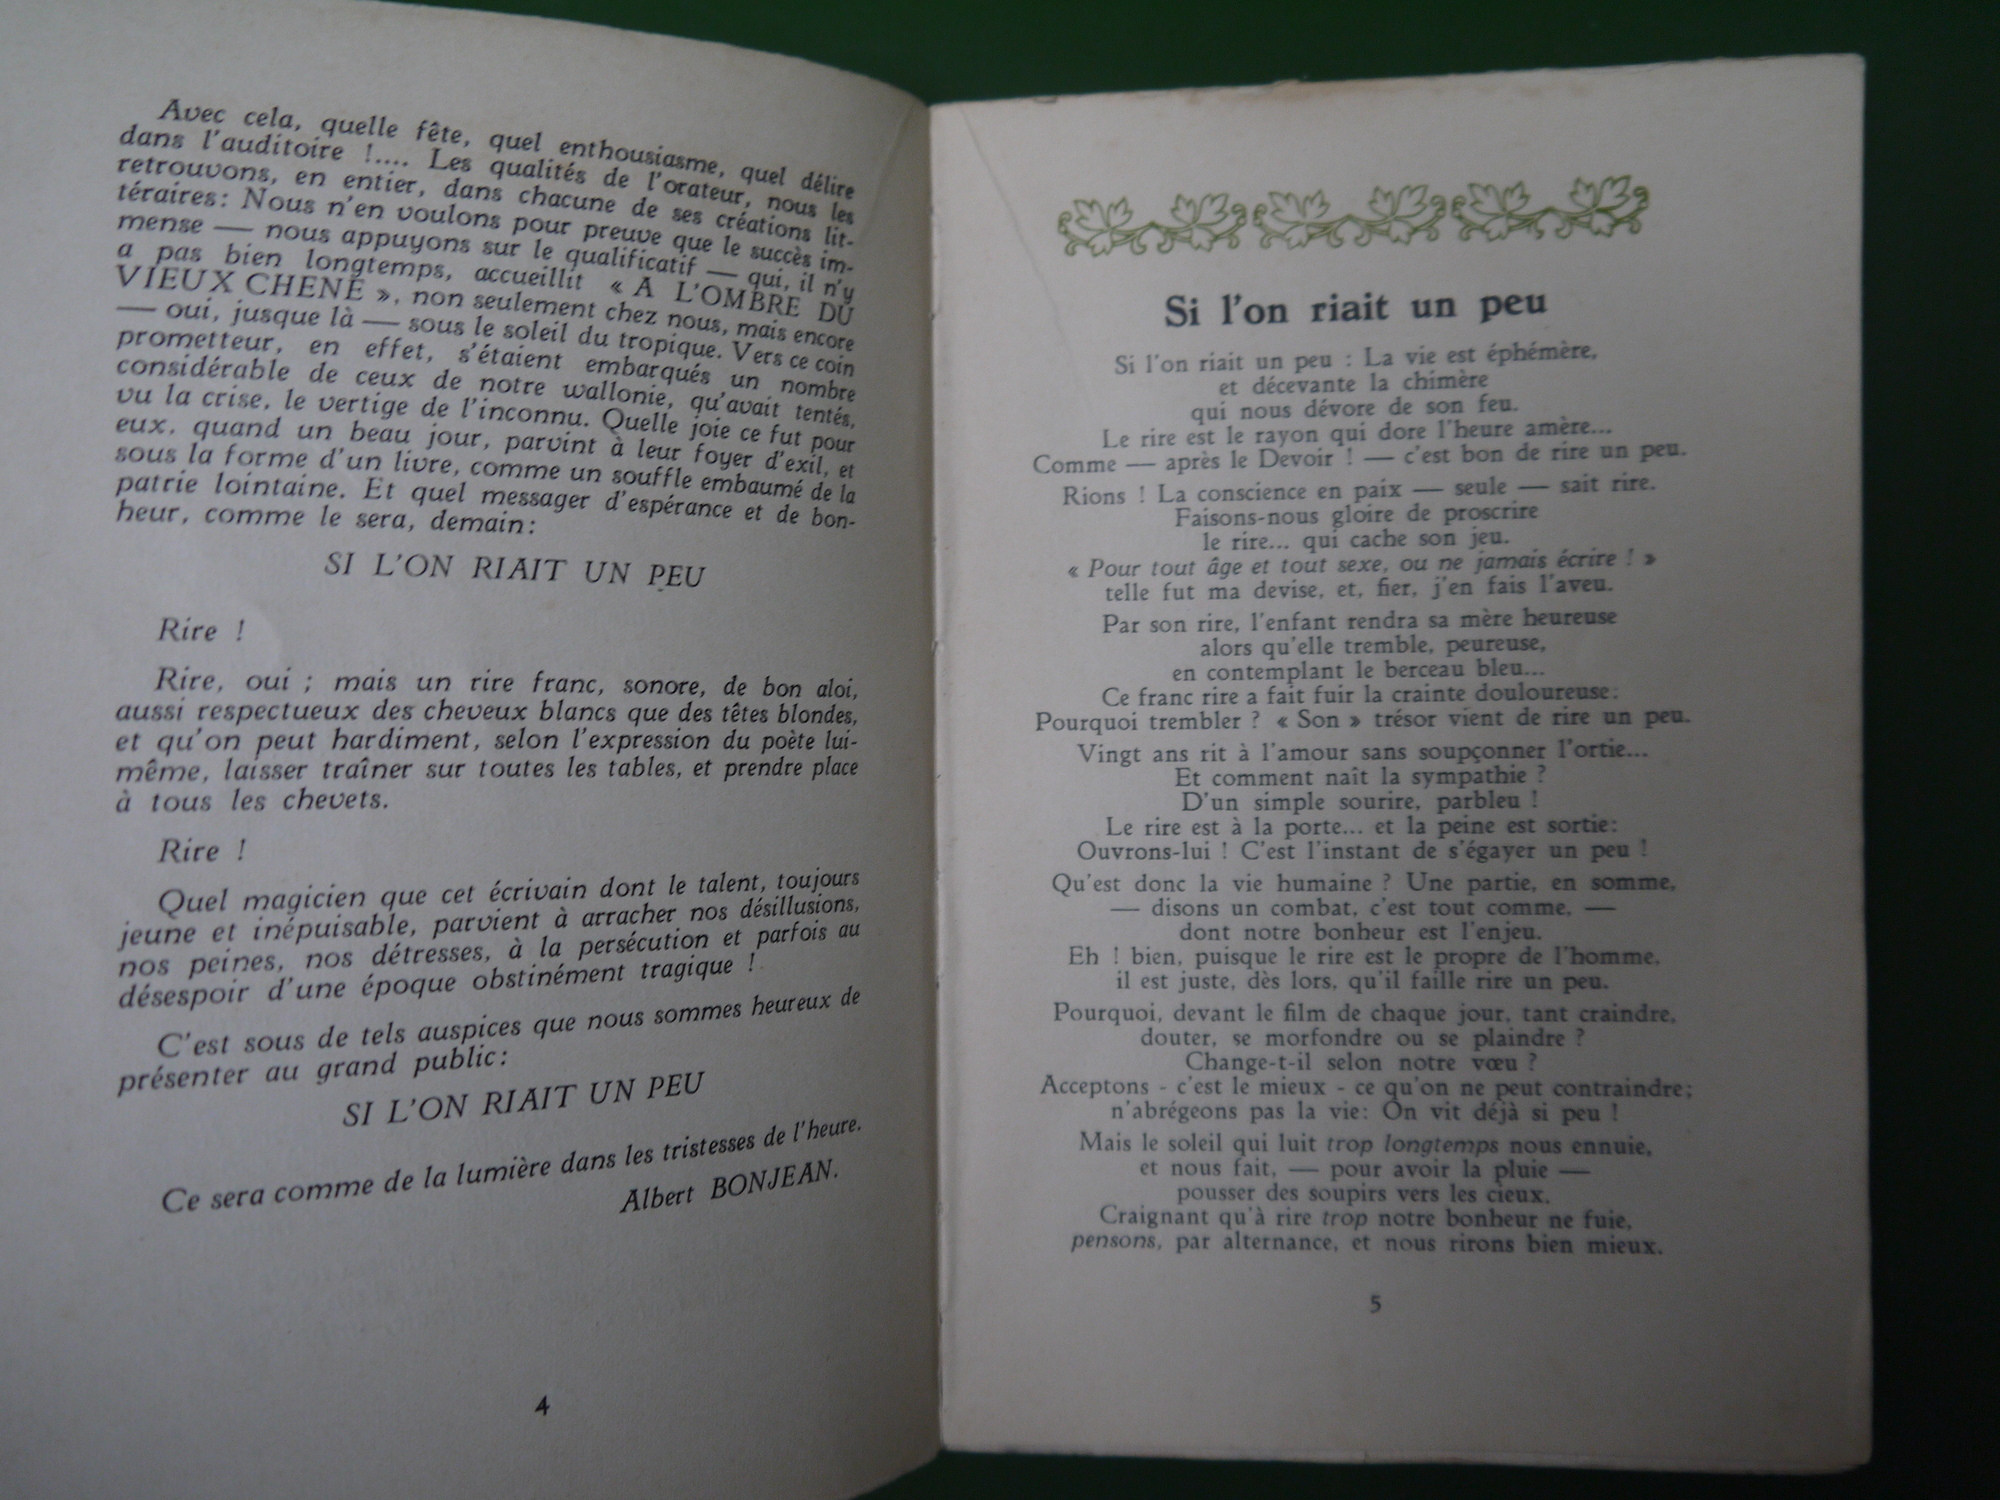 Avec cela, quelle fête, quel enthousiasme, quel délire
dans l'auditoire !.... Les qualités de l'orateur, nous les
retrouvons, en entier, dans chacune de ses créations lit-
téraires: Nous n'en voulons pour preuve que le succès im-
mense — nous appuyons sur le qualificatif — qui, il n'y
a pas bien longtemps, accueillit « A L'OMBRE DU
VIEUX CHENE », non seulement chez nous, mais encore
— oui, jusque là — sous le soleil du tropique. Vers ce coin
prometteur, en effet, s'étaient embarqués un nombre
considérable de ceux de notre wallonie, qu'avait tentés,
vu la crise, le vertige de l'inconnu. Quelle joie ce fut pour
eux, quand un beau jour, parvint à leur foyer d'exil, et
sous la forme d'un livre, comme un souffle embaumé de la
patrie lointaine. Et quel messager d'espérance et de bon-
heur, comme le sera, demain:
SI L'ON RIAIT UN PEU
Rire !
Rire, oui ; mais un rire franc, sonore, de bon aloi,
aussi respectueux des cheveux blancs que des têtes blondes,
et qu'on peut hardiment, selon l'expression du poète lui-
même, laisser traîner sur toutes les tables, et prendre place
à tous les chevets.
Rire !
Quel magicien que cet écrivain dont le talent, toujours
jeune et inépuisable, parvient à arracher nos désillusions,
nos peines, nos détresses, à la persécution et parfois au
désespoir d'une époque obstinément tragique !
C'est sous de tels auspices que nous sommes heureux de
présenter au grand public:
SI L'ON RIAIT UN PEU
Ce sera comme de la lumière dans les tristesses de l'heure.
Albert BONJEAN.
4
Si l'on riait un peu
Si l'on riait un peu : La vie est éphémère,
et décevante la chimère
qui nous dévore de son feu.
Le rire est le rayon qui dore l'heure amère...
Comme — après le Devoir ! — c'est bon de rire un peu.
Rions ! La conscience en paix — seule — sait rire.
Faisons-nous gloire de proscrire
le rire... qui cache son jeu.
« Pour tout âge et tout sexe, ou ne jamais écrire ! »
telle fut ma devise, et, fier, j'en fais l'aveu.
Par son rire, l'enfant rendra sa mère heureuse
alors qu'elle tremble, peureuse,
en contemplant le berceau bleu...
Ce franc rire a fait fuir la crainte douloureuse:
Pourquoi trembler ? « Son » trésor vient de rire un peu.
Vingt ans rit à l'amour sans soupçonner l'ortie...
Et comment naît la sympathie ?
D'un simple sourire, parbleu !
Le rire est à la porte... et la peine est sortie:
Ouvrons-lui ! C'est l'instant de s'égayer un peu !
Qu'est donc la vie humaine ? Une partie, en somme,
— disons un combat, c'est tout comme, —
dont notre bonheur est l'enjeu.
Eh ! bien, puisque le rire est le propre de l'homme,
il est juste, dès lors, qu'il faille rire un peu.
Pourquoi, devant le film de chaque jour, tant craindre,
douter, se morfondre ou se plaindre ?
Change-t-il selon notre vœu ?
Acceptons - c'est le mieux - ce qu'on ne peut contraindre;
n'abrégeons pas la vie: On vit déjà si peu !
Mais le soleil qui luit trop longtemps nous ennuie,
et nous fait, — pour avoir la pluie —
pousser des soupirs vers les cieux.
Craignant qu'à rire trop notre bonheur ne fuie,
pensons, par alternance, et nous rirons bien mieux.
5